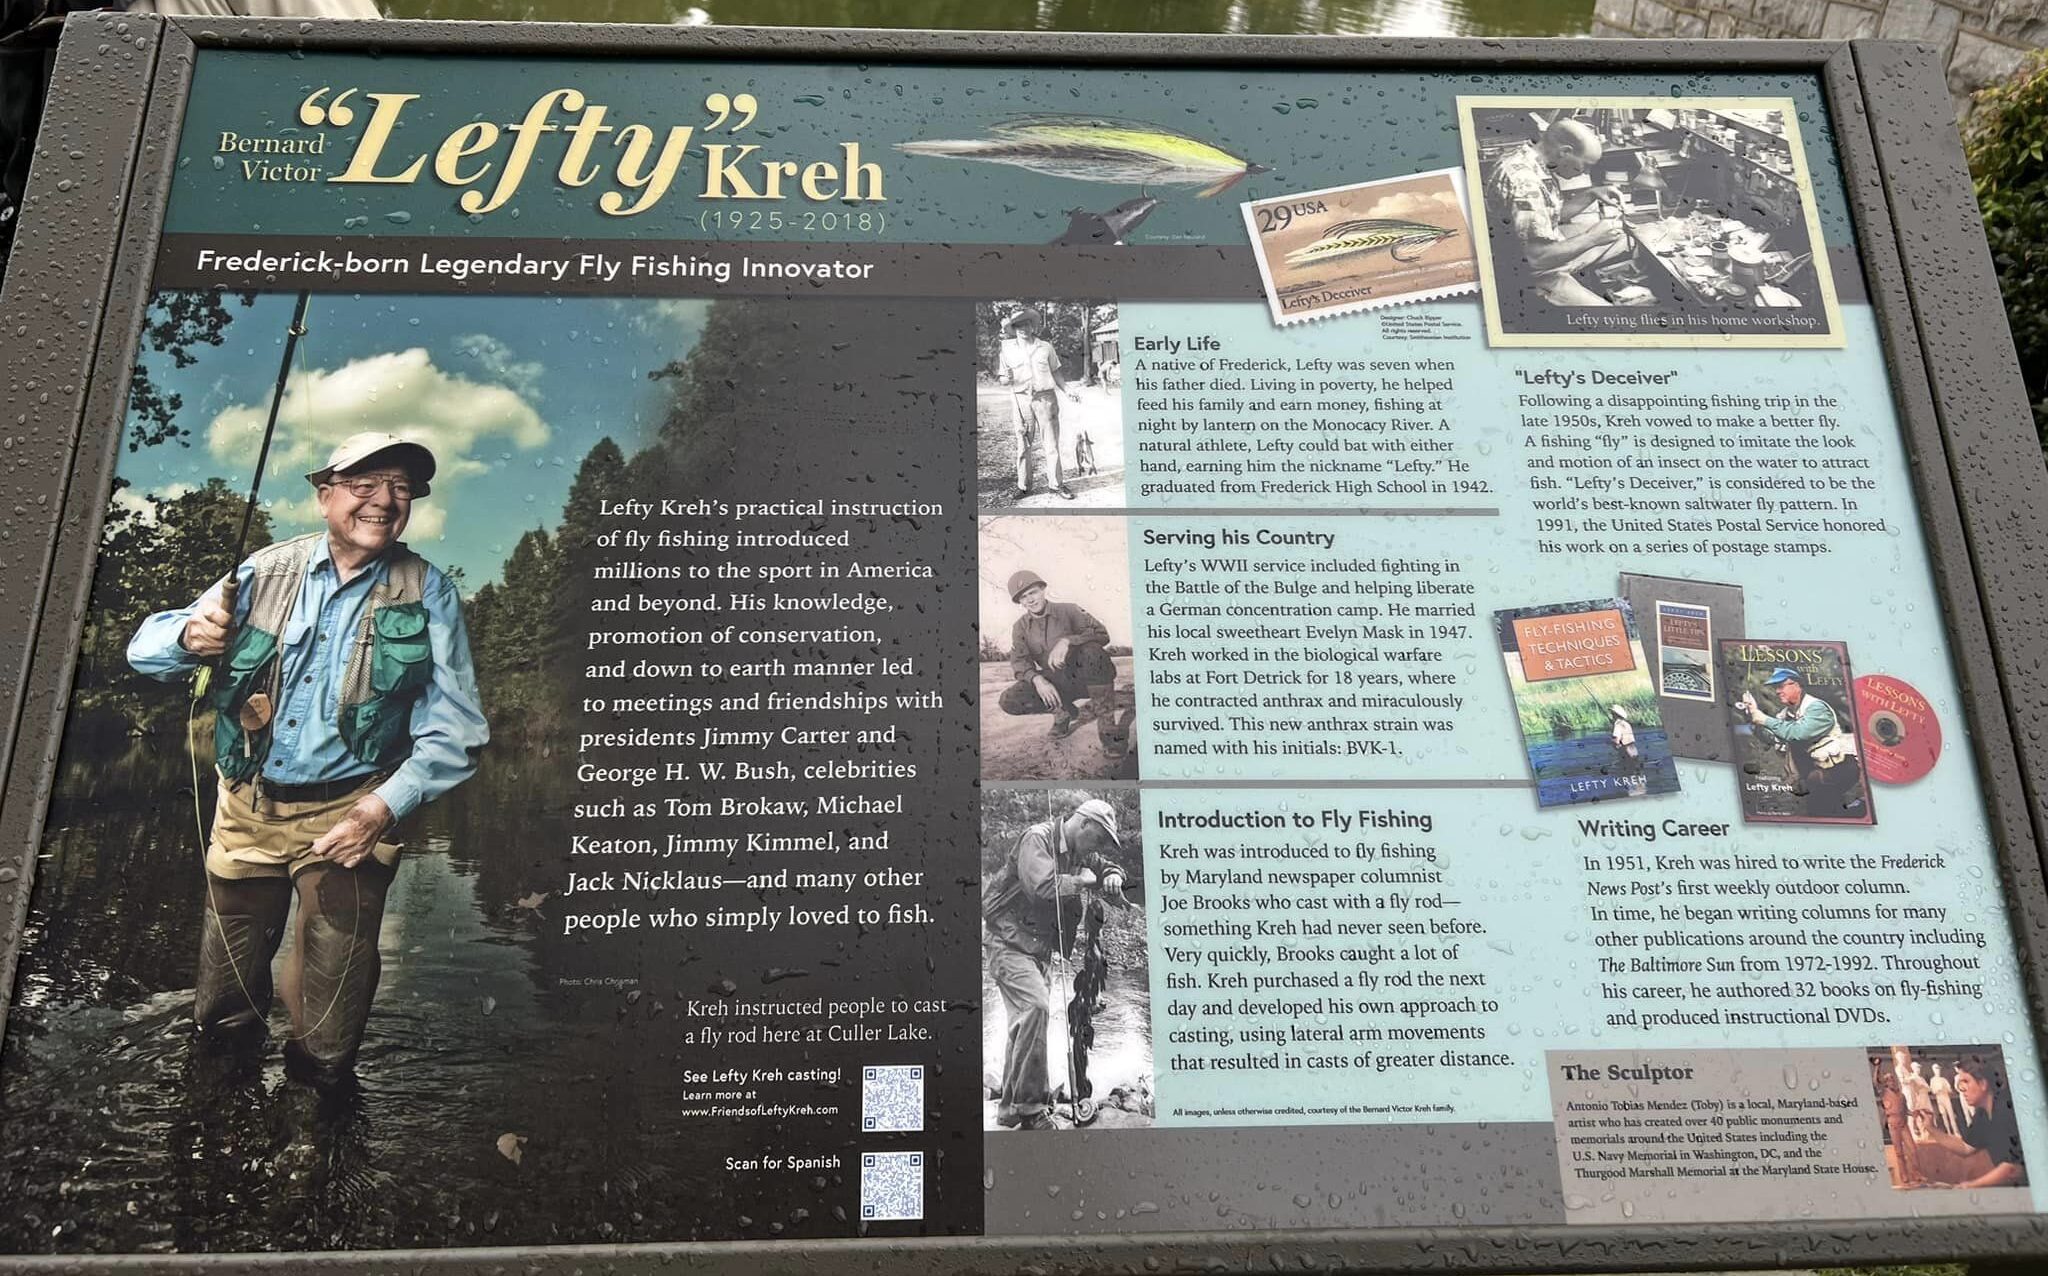 Bernard
Victor
“Lefty” Kreh
(1925-2018)
Frederick-born Legendary Fly Fishing Innovator
Lefty Kreh’s practical instruction
of fly fishing introduced
millions to the sport in America
and beyond. His knowledge,
promotion of conservation,
and down to earth manner led
to meetings and friendships with
presidents Jimmy Carter and
George H. W. Bush, celebrities
such as Tom Brokaw, Michael
Keaton, Jimmy Kimmel, and
Jack Nicklaus—and many other
people who simply loved to fish.
Photo: Chris Chrisman
Kreh instructed people to cast
a fly rod here at Culler Lake.
See Lefty Kreh casting!
Learn more at
www.FriendsofLeftyKreh.com
Scan for Spanish
29 USA
Lefty's Deceiver
Designer: Chuck Ripper
©United States Postal Service.
All rights reserved.
Courtesy: Smithsonian Institution
Lefty tying flies in his home workshop.
Early Life
A native of Frederick, Lefty was seven when
his father died. Living in poverty, he helped
feed his family and earn money, fishing at
night by lantern on the Monocacy River. A
natural athlete, Lefty could bat with either
hand, earning him the nickname “Lefty.” He
graduated from Frederick High School in 1942.
Serving his Country
Lefty’s WWII service included fighting in
the Battle of the Bulge and helping liberate
a German concentration camp. He married
his local sweetheart Evelyn Mask in 1947.
Kreh worked in the biological warfare
labs at Fort Detrick for 18 years, where
he contracted anthrax and miraculously
survived. This new anthrax strain was
named with his initials: BVK-1.
Introduction to Fly Fishing
Kreh was introduced to fly fishing
by Maryland newspaper columnist
Joe Brooks who cast with a fly rod—
something Kreh had never seen before.
Very quickly, Brooks caught a lot of
fish. Kreh purchased a fly rod the next
day and developed his own approach to
casting, using lateral arm movements
that resulted in casts of greater distance.
All images, unless otherwise credited, courtesy of the Bernard Victor Kreh family.
"Lefty's Deceiver"
Following a disappointing fishing trip in the
late 1950s, Kreh vowed to make a better fly.
A fishing “fly” is designed to imitate the look
and motion of an insect on the water to attract
fish. “Lefty’s Deceiver,” is considered to be the
world’s best-known saltwater fly pattern. In
1991, the United States Postal Service honored
his work on a series of postage stamps.
FLY-FISHING
TECHNIQUES
& TACTICS
LEFTY KREH
LEFTY'S
LITTLE TIPS
LESSONS
with
LEFTY
Featuring
Lefty Kreh
LESSONS
WITH LEFTY
Writing Career
In 1951, Kreh was hired to write the Frederick
News Post’s first weekly outdoor column.
In time, he began writing columns for many
other publications around the country including
The Baltimore Sun from 1972-1992. Throughout
his career, he authored 32 books on fly-fishing
and produced instructional DVDs.
The Sculptor
Antonio Tobias Mendez (Toby) is a local, Maryland-based
artist who has created over 40 public monuments and
memorials around the United States including the
U.S. Navy Memorial in Washington, DC, and the
Thurgood Marshall Memorial at the Maryland State House.